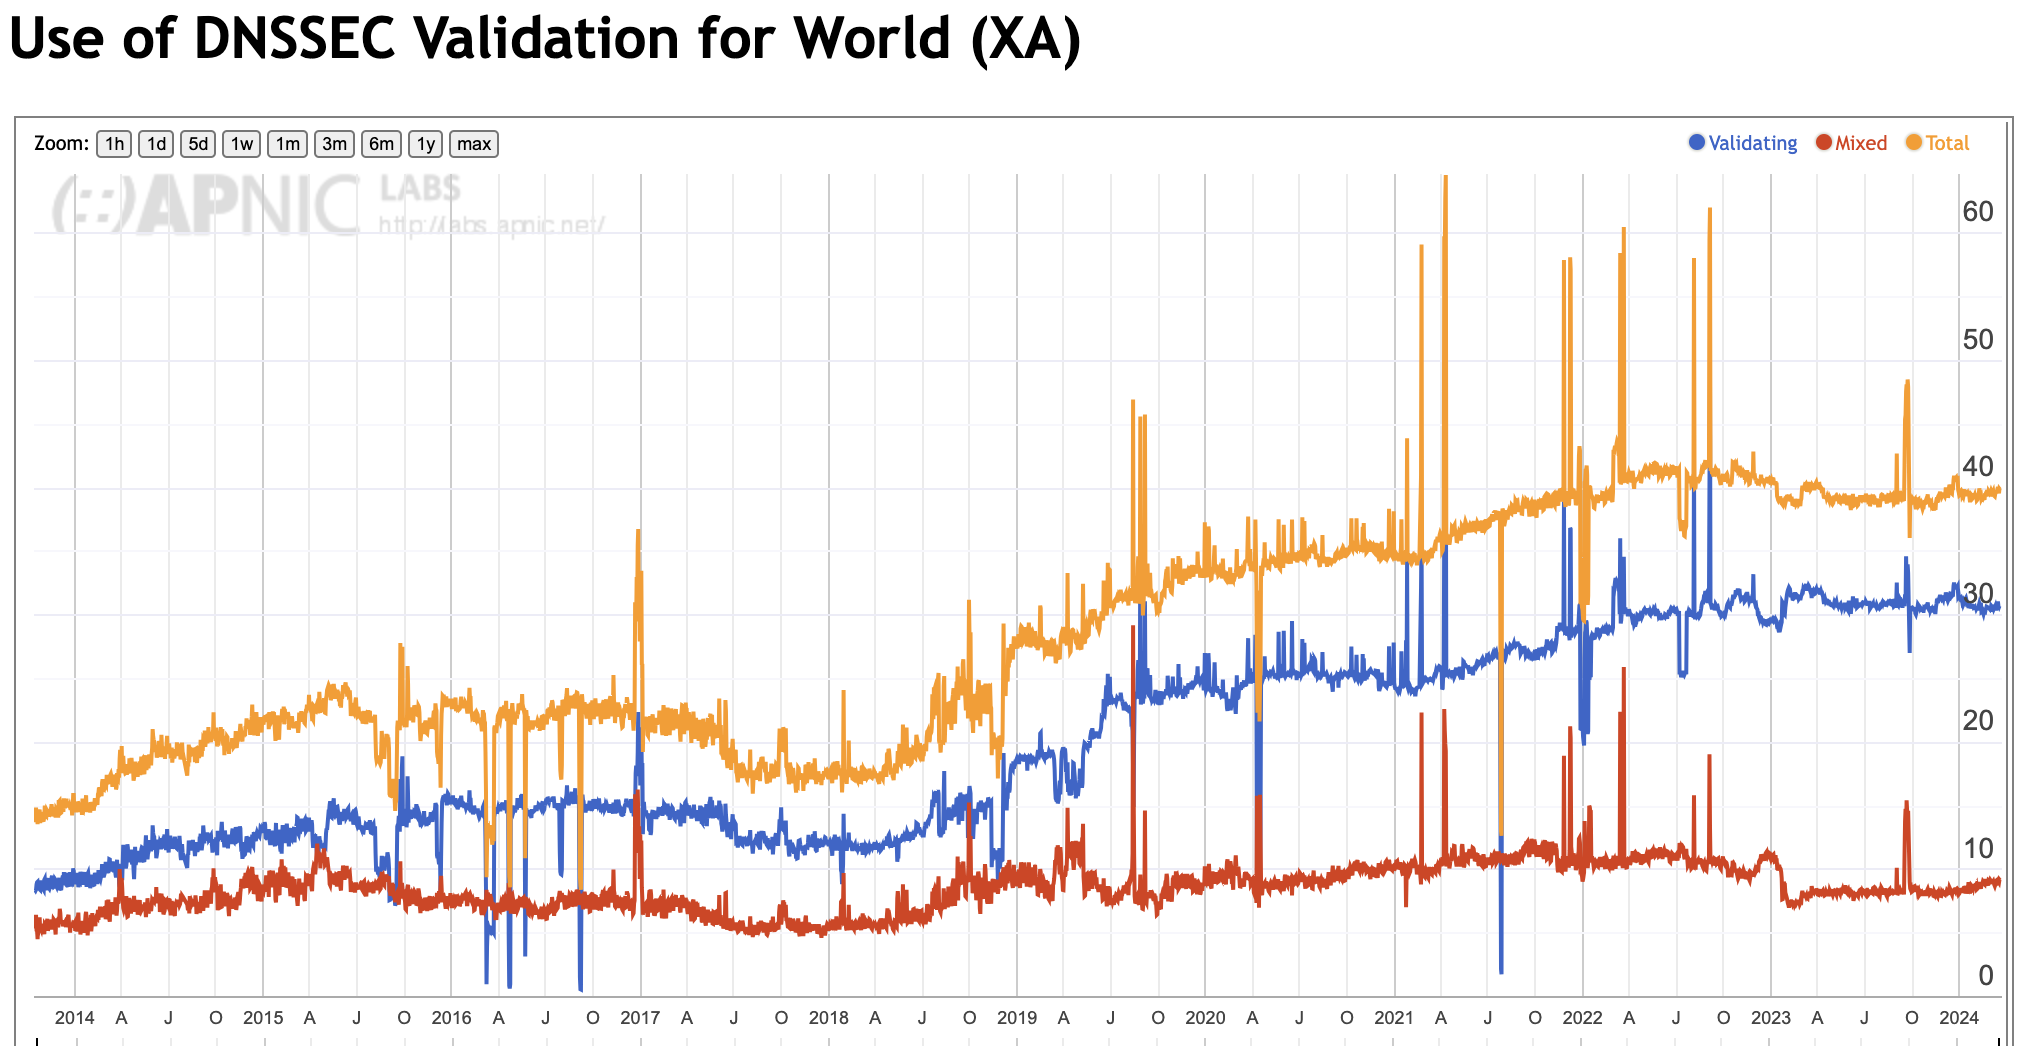 Use of DNSSEC Validation for World (XA)
Zoom: 1h 1d 5d 1w 1m 3m 6m 1y max
Validating Mixed Total
(::)APNIC LABS
http://labs.apnic.net/
60
50
40
30
20
10
0
2014 A J O 2015 A J O 2016 A J O 2017 A J O 2018 A J O 2019 A J O 2020 A J O 2021 A J O 2022 A J O 2023 A J O 2024